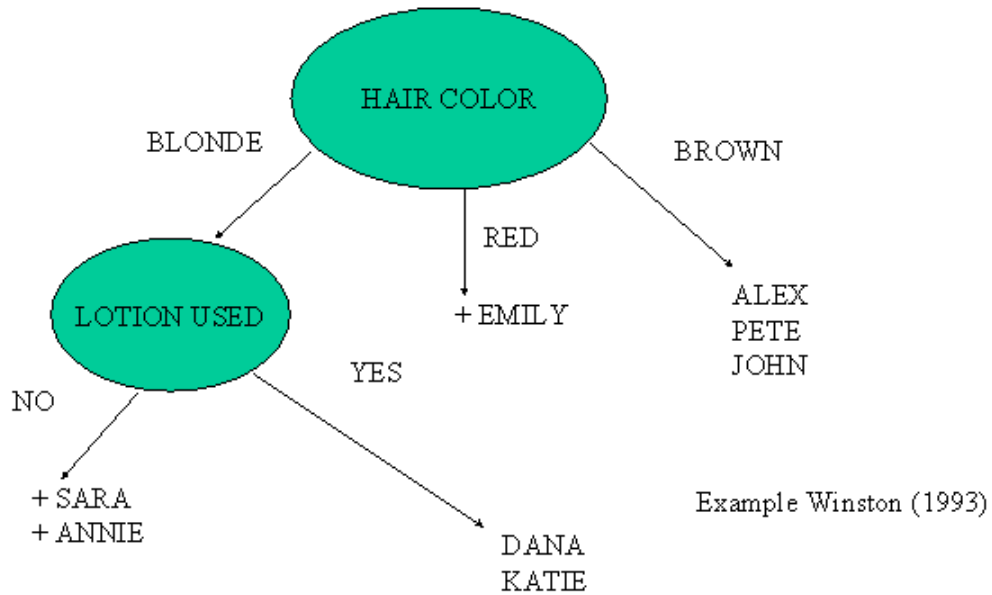 HAIR COLOR
BLONDE
BROWN
RED
LOTION USED
+ EMILY
ALEX
PETE
JOHN
YES
NO
+ SARA
+ ANNIE
Example Winston (1993)
DANA
KATIE